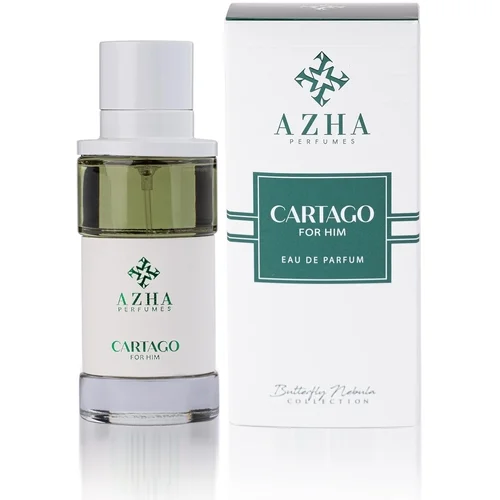 AZHA
PERFUMES
CARTAGO
FOR HIM
AZHA
PERFUMES
CARTAGO
FOR HIM
EAU DE PARFUM
Butterfly Nebula
COLLECTION